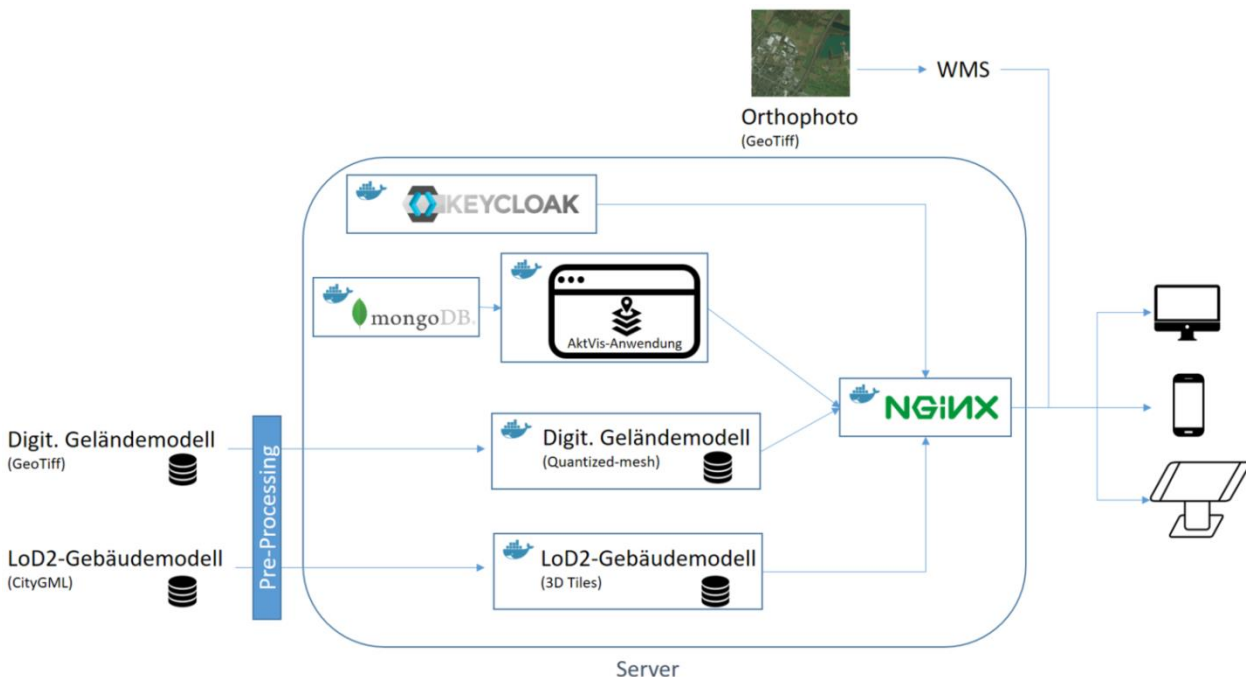 WMS
Orthophoto
(GeoTiff)
KEYCLOAK
mongoDB.
AktVis-Anwendung
NGINX
Digit. Geländemodell
(GeoTiff)
Pre-Processing
Digit. Geländemodell
(Quantized-mesh)
LoD2-Gebäudemodell
(CityGML)
LoD2-Gebäudemodell
(3D Tiles)
Server